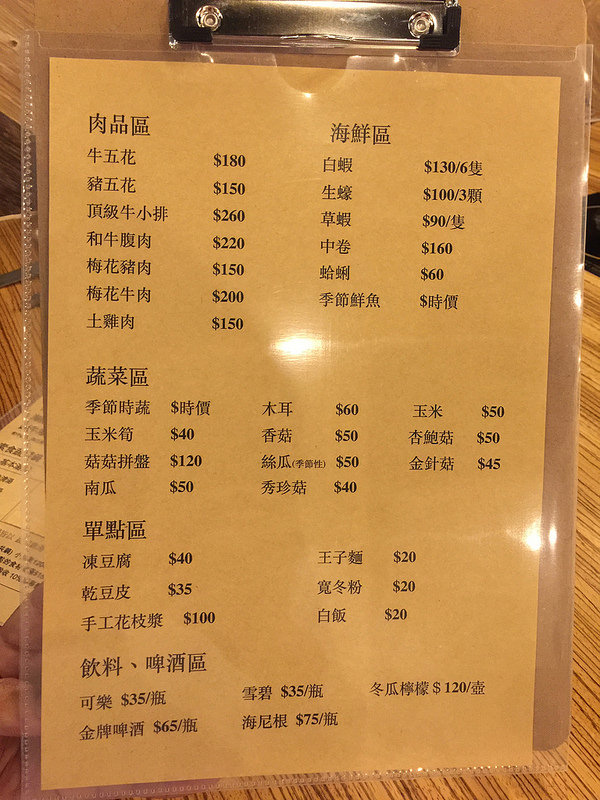 肉品區
牛五花 $180
豬五花 $150
頂級牛小排 $260
和牛腹肉 $220
梅花豬肉 $150
梅花牛肉 $200
土雞肉 $150
海鮮區
白蝦 $130/6隻
生蠔 $100/3顆
草蝦 $90/隻
中卷 $160
蛤蜊 $60
季節鮮魚 $時價
蔬菜區
季節時蔬 $時價 木耳 $60 玉米 $50
玉米筍 $40 香菇 $50 杏鮑菇 $50
菇菇拼盤 $120 絲瓜(季節性) $50 金針菇 $45
南瓜 $50 秀珍菇 $40
單點區
凍豆腐 $40 王子麵 $20
乾豆皮 $35 寬冬粉 $20
手工花枝漿 $100 白飯 $20
飲料、啤酒區
可樂 $35/瓶 雪碧 $35/瓶 冬瓜檸檬$120/壺
金牌啤酒 $65/瓶 海尼根 $75/瓶